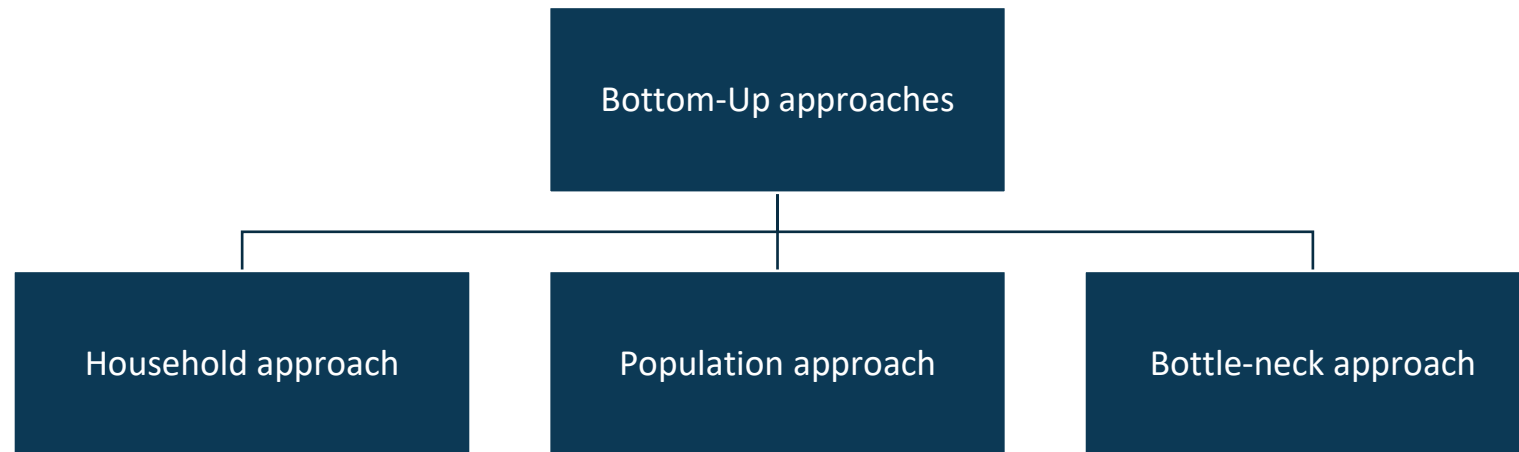 Bottom-Up approaches
Household approach
Population approach
Bottle-neck approach